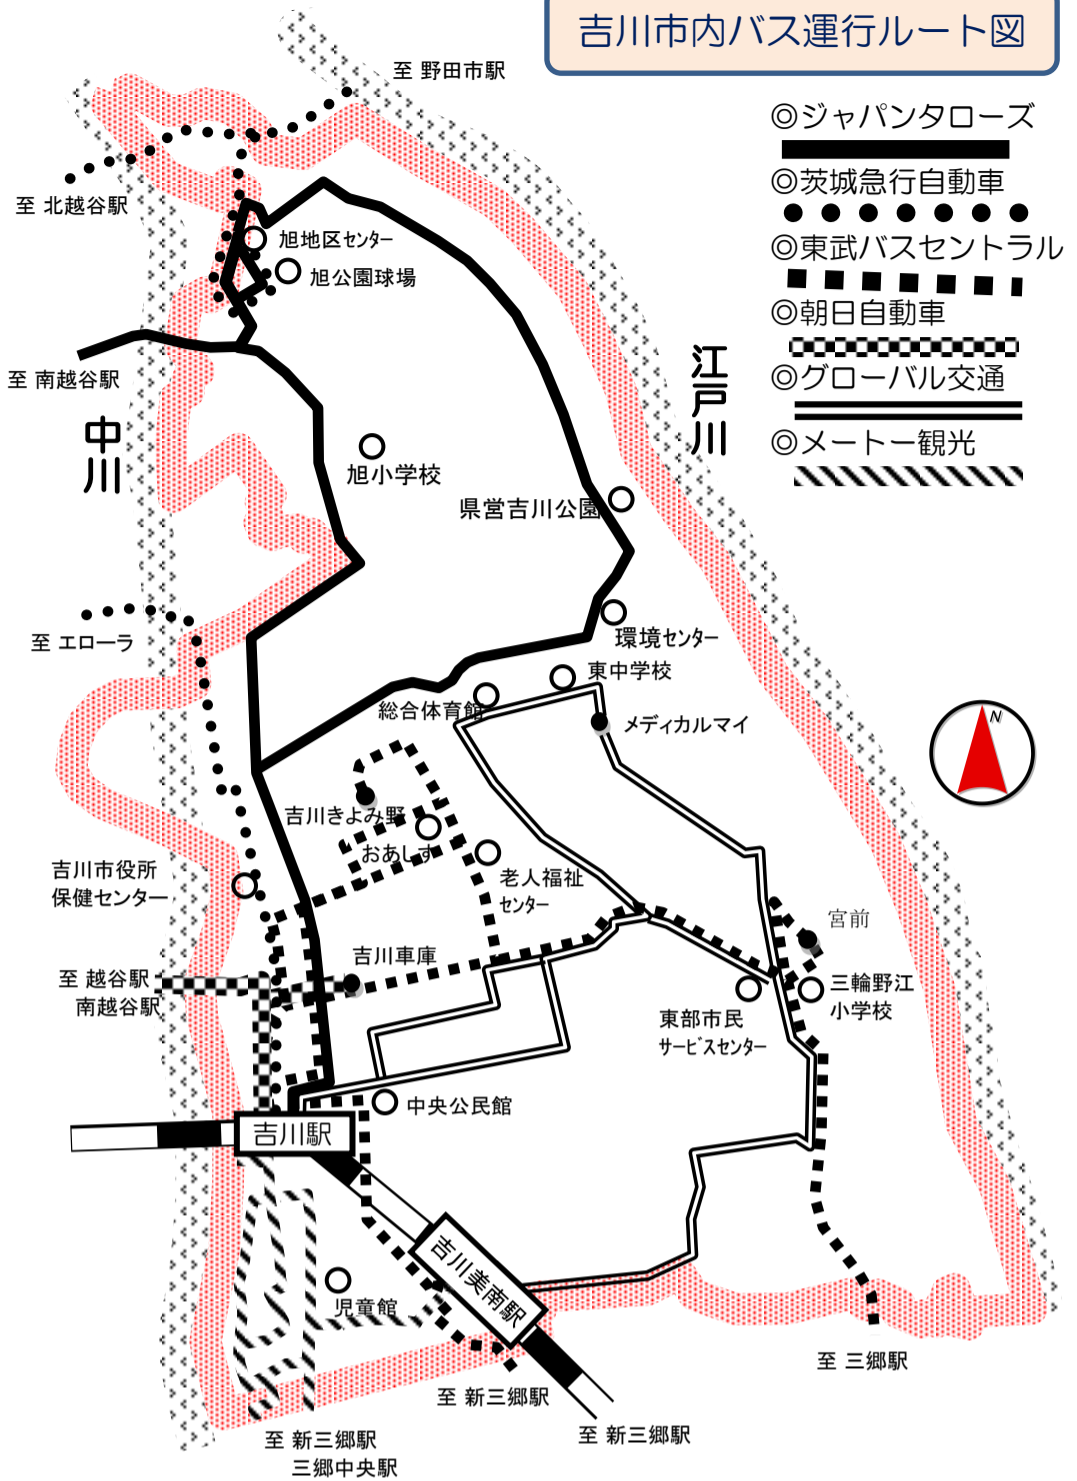 吉川市内バス運行ルート図
至 野田市駅
◎ジャパンタローズ
◎茨城急行自動車
◎東武バスセントラル
◎朝日自動車
◎グローバル交通
◎メートー観光
至 北越谷駅
旭地区センター
旭公園球場
至 南越谷駅
中川
江戸川
旭小学校
県営吉川公園
環境センター
至 エローラ
東中学校
総合体育館
メディカルマイ
N
吉川きよみ野
おあしす
老人福祉
センター
吉川市役所
保健センター
宮前
吉川車庫
至 越谷駅
南越谷駅
三輪野江
小学校
東部市民
サービスセンター
中央公民館
吉川駅
吉川美南駅
児童館
至 三郷駅
至 新三郷駅
至 新三郷駅
至 新三郷駅
三郷中央駅